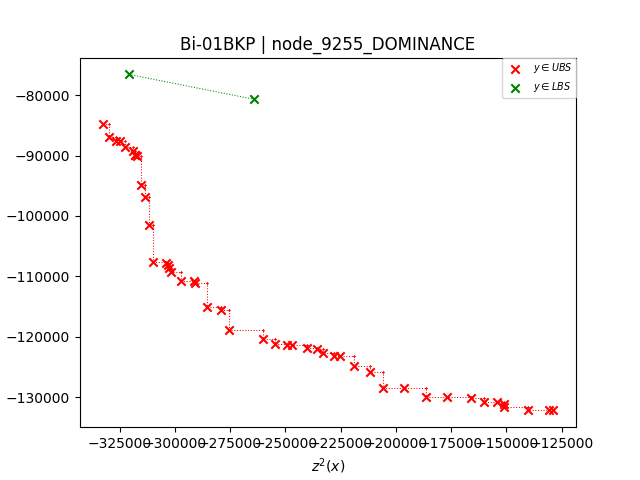 Bi-01BKP | node_9255_DOMINANCE
y ∈ UBS
y ∈ LBS
−80000
−90000
−100000
−110000
−120000
−130000
−325000 −300000 −275000 −250000 −225000 −200000 −175000 −150000 −125000
z²(x)